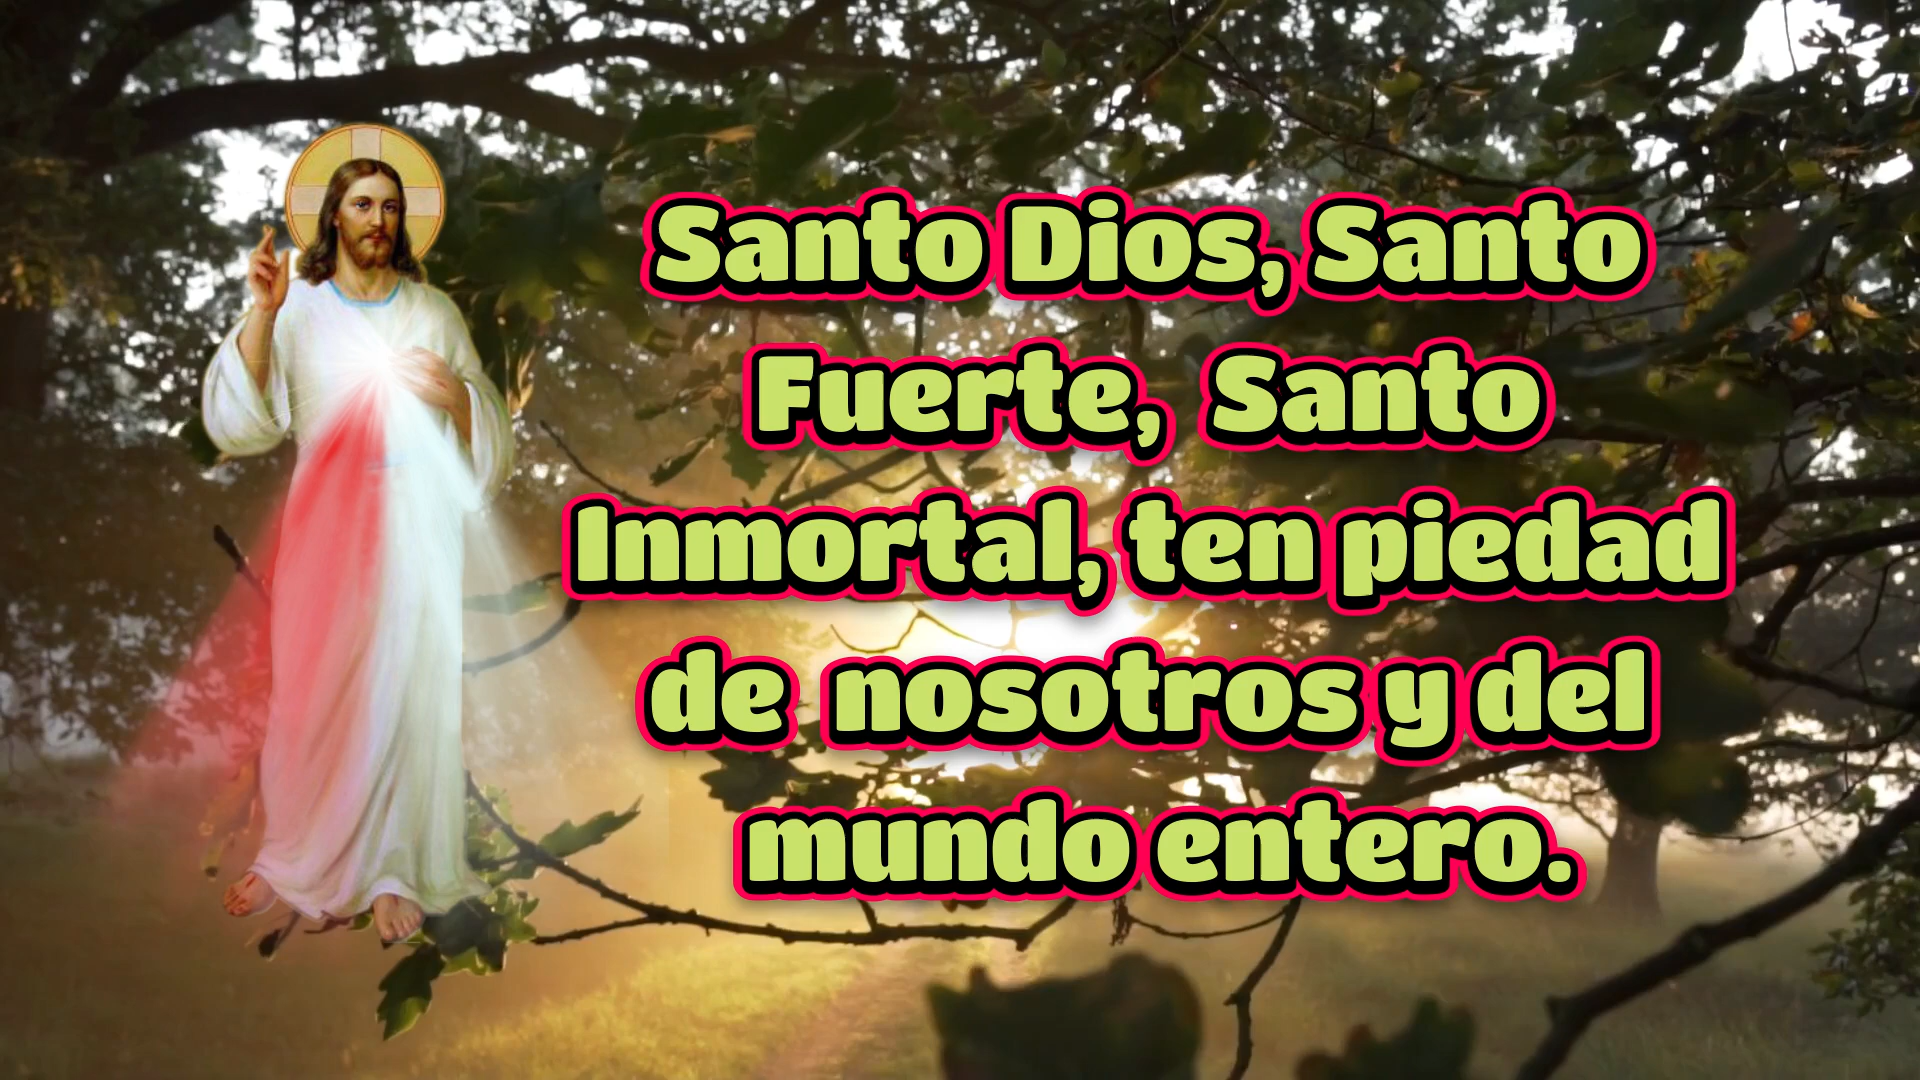 Santo Dios, Santo
Fuerte, Santo
Inmortal, ten piedad
de nosotros y del
mundo entero.